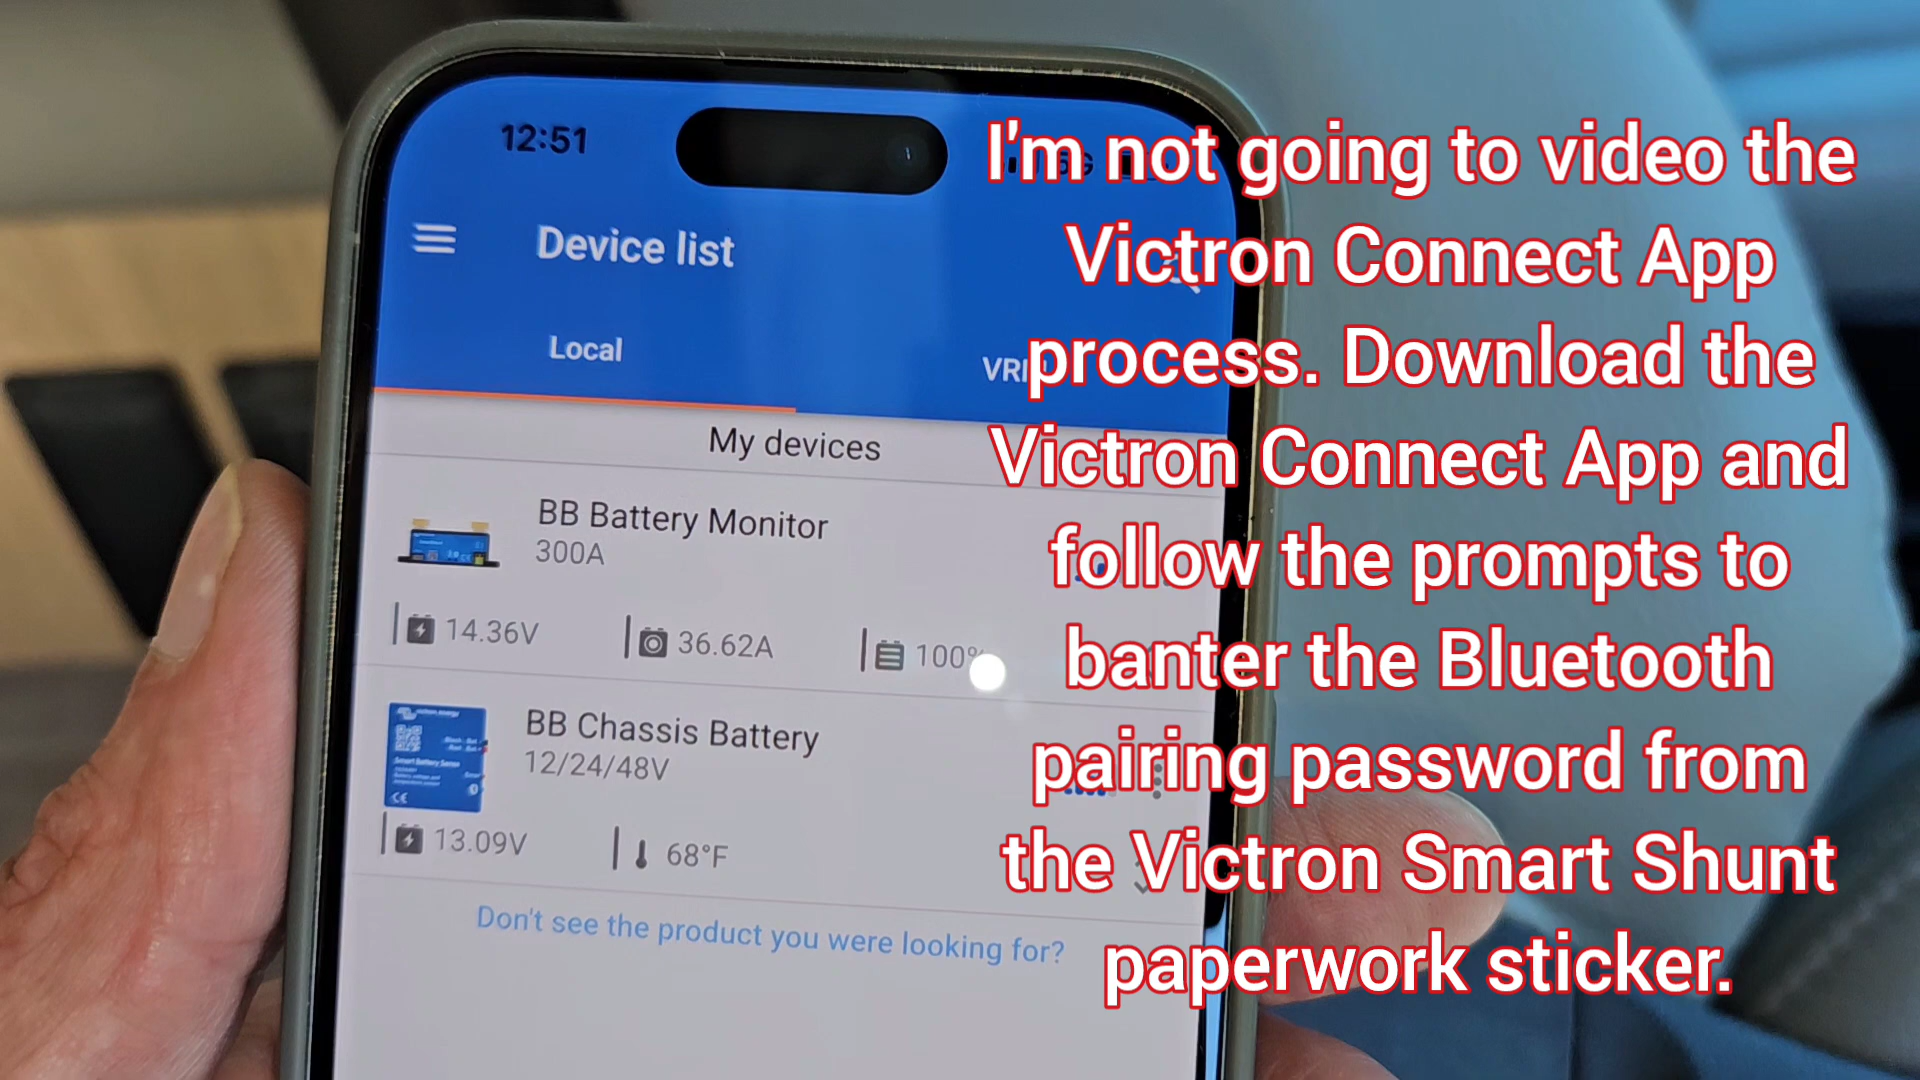 12:51
Device list
Local
VR
My devices
BB Battery Monitor
300A
14.36V
36.62A
100%
BB Chassis Battery
12/24/48V
13.09V
68°F
Don't see the product you were looking for?
I'm not going to video the
Victron Connect App
process. Download the
Victron Connect App and
follow the prompts to
banter the Bluetooth
pairing password from
the Victron Smart Shunt
paperwork sticker.